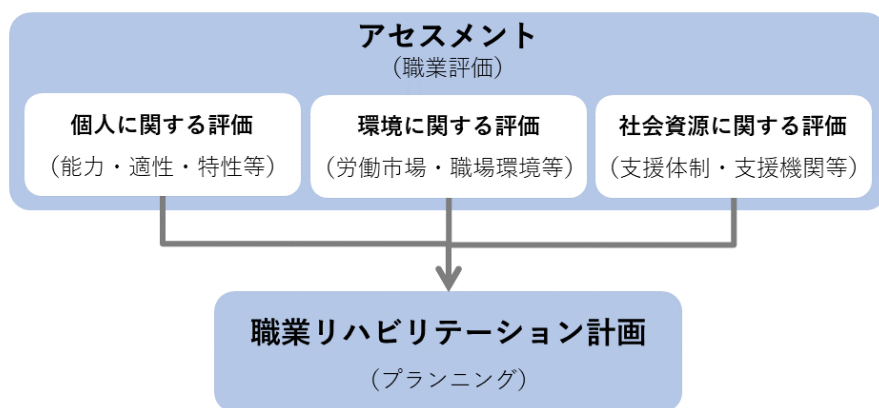 アセスメント
（職業評価）
個人に関する評価
（能力・適性・特性等）
環境に関する評価
（労働市場・職場環境等）
社会資源に関する評価
（支援体制・支援機関等）
職業リハビリテーション計画
（プランニング）